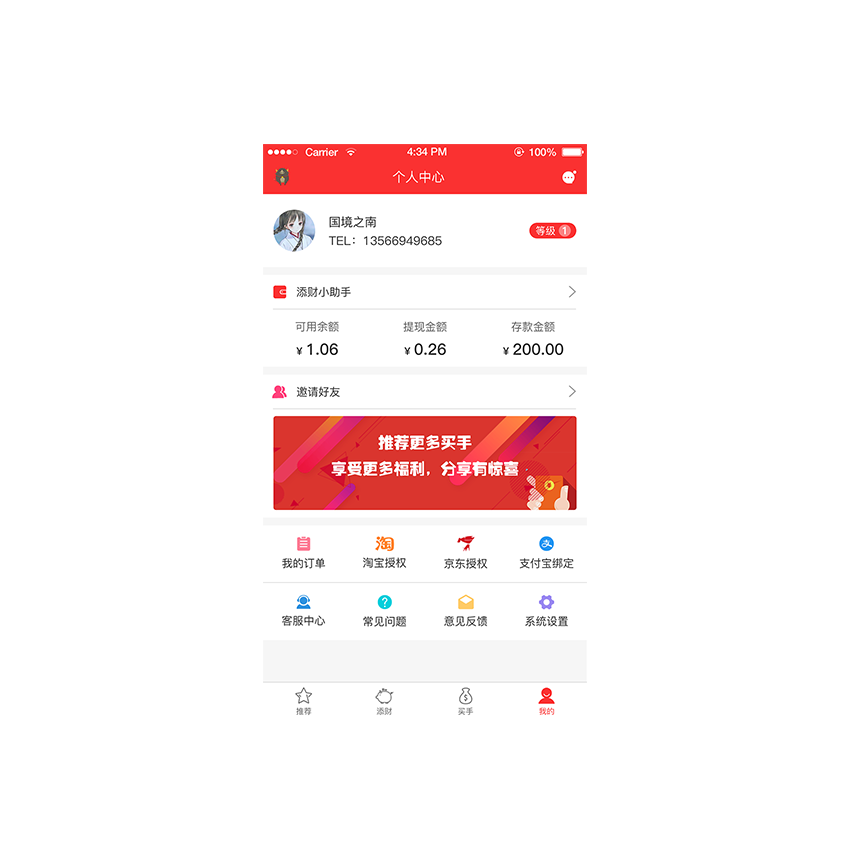 Carrier 4:34 PM 100%
个人中心
国境之南
TEL：13566949685
等级 1
添财小助手
可用余额 提现金额 存款金额
¥ 1.06 ¥ 0.26 ¥ 200.00
邀请好友
推荐更多买手
享受更多福利，分享有惊喜
淘
支
我的订单 淘宝授权 京东授权 支付宝绑定
?
客服中心 常见问题 意见反馈 系统设置
$
推荐 添财 买手 我的